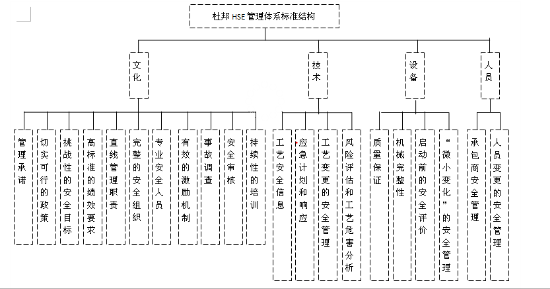 杜邦 HSE 管理体系标准结构
文化
技术
设备
人员
管理承诺
切实可行的政策
挑战性的安全目标
高标准的绩效要求
直线管理职责
完整的安全组织
专业安全人员
有效的激励机制
事故调查
安全审核
持续性的培训
工艺安全信息
应急计划和响应
工艺变更的安全管理
风险评估和工艺危害分析
质量保证
机械完整性
启动前的安全评价
“微小变化”的安全管理
承包商安全管理
人员变更的安全管理